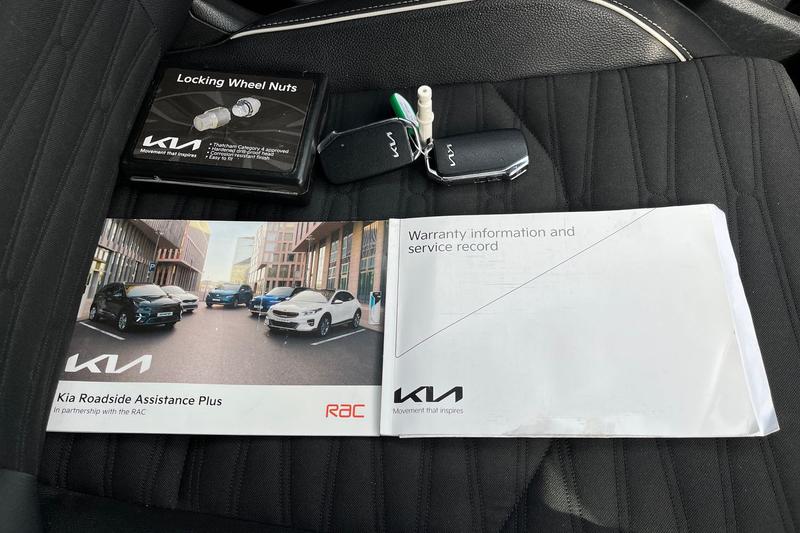 Locking Wheel Nuts
KIA
Movement that inspires
• Thatcham Category 4 approved
• Hardened drill-proof head
• Corrosion resistant finish
• Easy to fit
KIA
KIA
KIA
Kia Roadside Assistance Plus
In partnership with the RAC
RAC
Warranty information and
service record
KIA
Movement that inspires